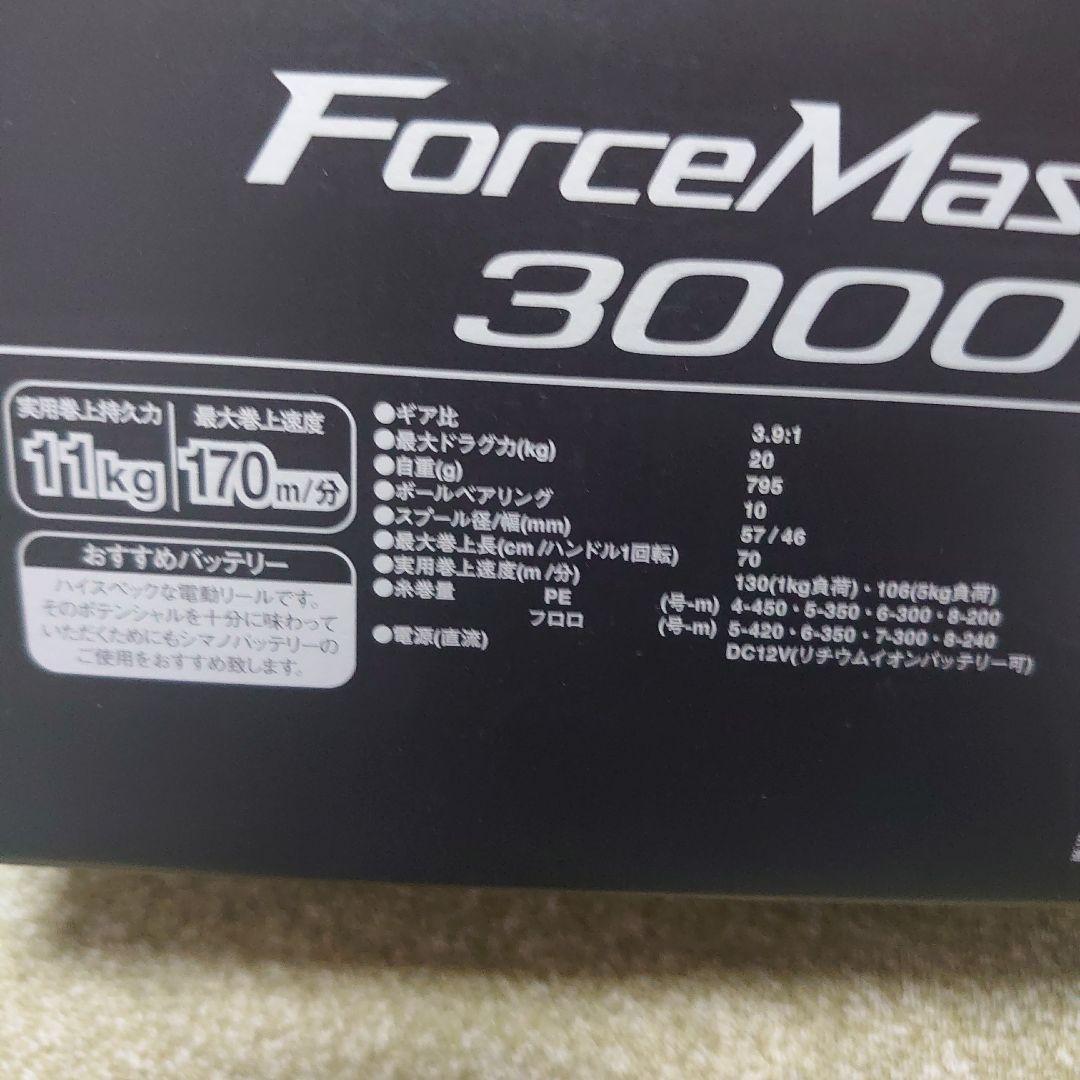 ForceMas
3000
実用巻上持久力
11kg
最大巻上速度
170m/分
おすすめバッテリー
ハイスペックな電動リールです。
そのポテンシャルを十分に味わって
いただくためにもシマノバッテリーの
ご使用をおすすめ致します。
●ギア比 3.9:1
●最大ドラグ力(kg) 20
●自重(g) 795
●ボールベアリング 10
●スプール径/幅(mm) 57/46
●最大巻上長(cm/ハンドル1回転) 70
●実用巻上速度(m/分) 130(1kg負荷)・106(5kg負荷)
●糸巻量 PE (号-m) 4-450・5-350・6-300・8-200
フロロ (号-m) 5-420・6-350・7-300・8-240
●電源(直流) DC12V(リチウムイオンバッテリー可)